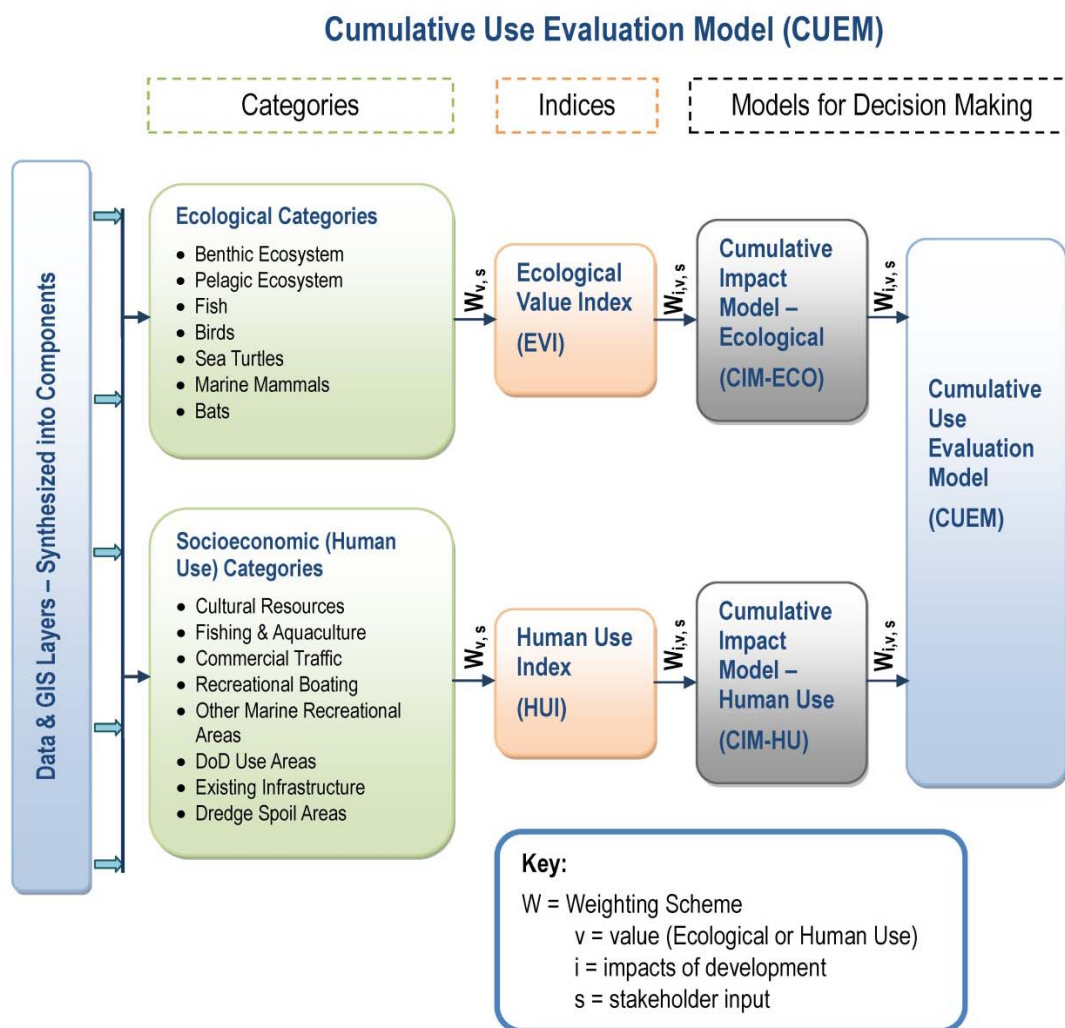 Cumulative Use Evaluation Model (CUEM)
Categories
Indices
Models for Decision Making
Data & GIS Layers – Synthesized into Components
Ecological Categories
● Benthic Ecosystem
● Pelagic Ecosystem
● Fish
● Birds
● Sea Turtles
● Marine Mammals
● Bats
Wv, s
Ecological
Value Index
(EVI)
Wi,v, s
Cumulative
Impact
Model –
Ecological
(CIM-ECO)
Wi,v, s
Cumulative
Use
Evaluation
Model
(CUEM)
Socioeconomic (Human
Use) Categories
● Cultural Resources
● Fishing & Aquaculture
● Commercial Traffic
● Recreational Boating
● Other Marine Recreational
Areas
● DoD Use Areas
● Existing Infrastructure
● Dredge Spoil Areas
Wv, s
Human Use
Index
(HUI)
Wi,v, s
Cumulative
Impact
Model –
Human Use
(CIM-HU)
Wi,v, s
Key:
W = Weighting Scheme
v = value (Ecological or Human Use)
i = impacts of development
s = stakeholder input